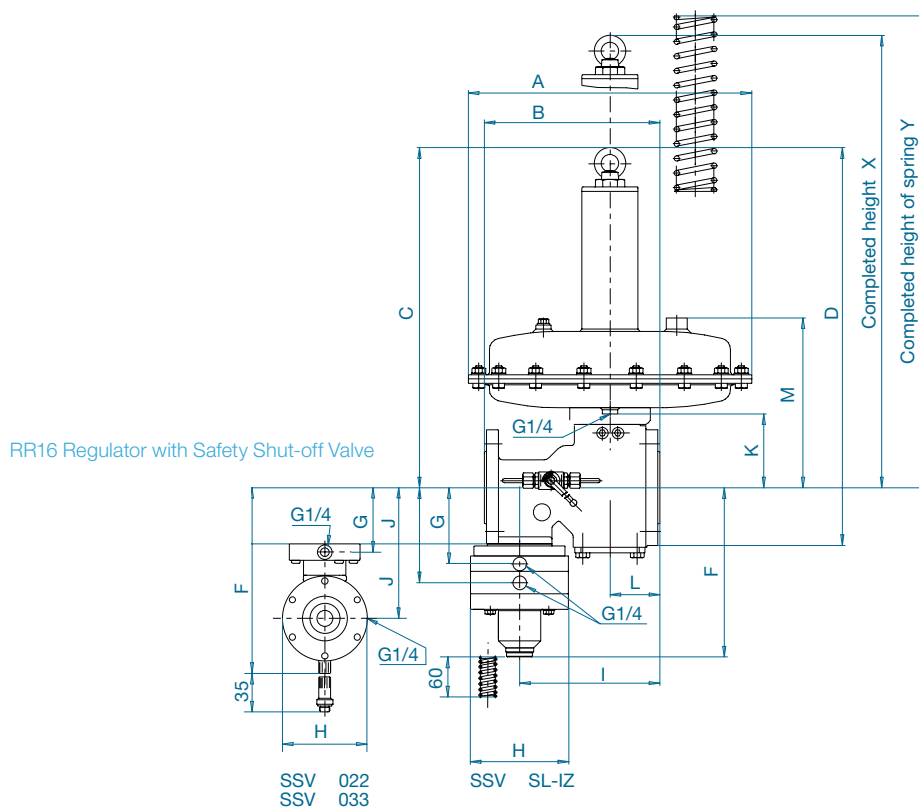 A
B
C
D
Completed height X
Completed height of spring Y
M
K
G1/4
RR16 Regulator with Safety Shut-off Valve
G1/4
G
J
J
F
G
F
L
G1/4
G1/4
I
35
60
H
H
SSV 022
SSV 033
SSV SL-IZ